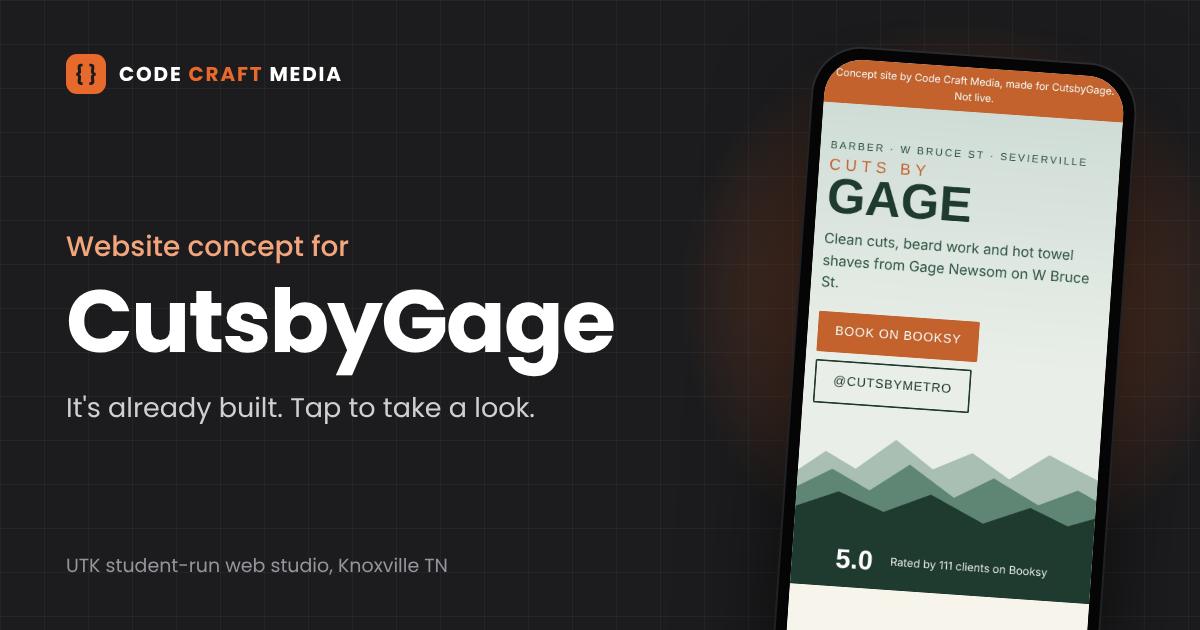 { }
CODE CRAFT MEDIA
Website concept for
CutsbyGage
It's already built. Tap to take a look.
UTK student-run web studio, Knoxville TN
Concept site by Code Craft Media, made for CutsbyGage.
Not live.
BARBER · W BRUCE ST · SEVIERVILLE
CUTS BY
GAGE
Clean cuts, beard work and hot towel
shaves from Gage Newsom on W Bruce
St.
BOOK ON BOOKSY
@CUTSBYMETRO
5.0 Rated by 111 clients on Booksy